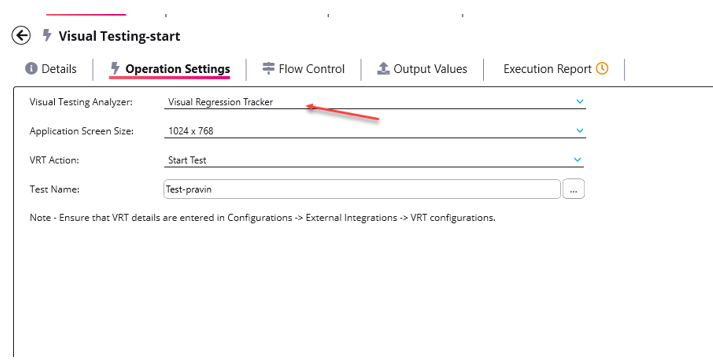 Visual Testing-start
Details Operation Settings Flow Control Output Values Execution Report
Visual Testing Analyzer: Visual Regression Tracker
Application Screen Size: 1024 x 768
VRT Action: Start Test
Test Name: Test-pravin ...
Note - Ensure that VRT details are entered in Configurations -> External Integrations -> VRT configurations.